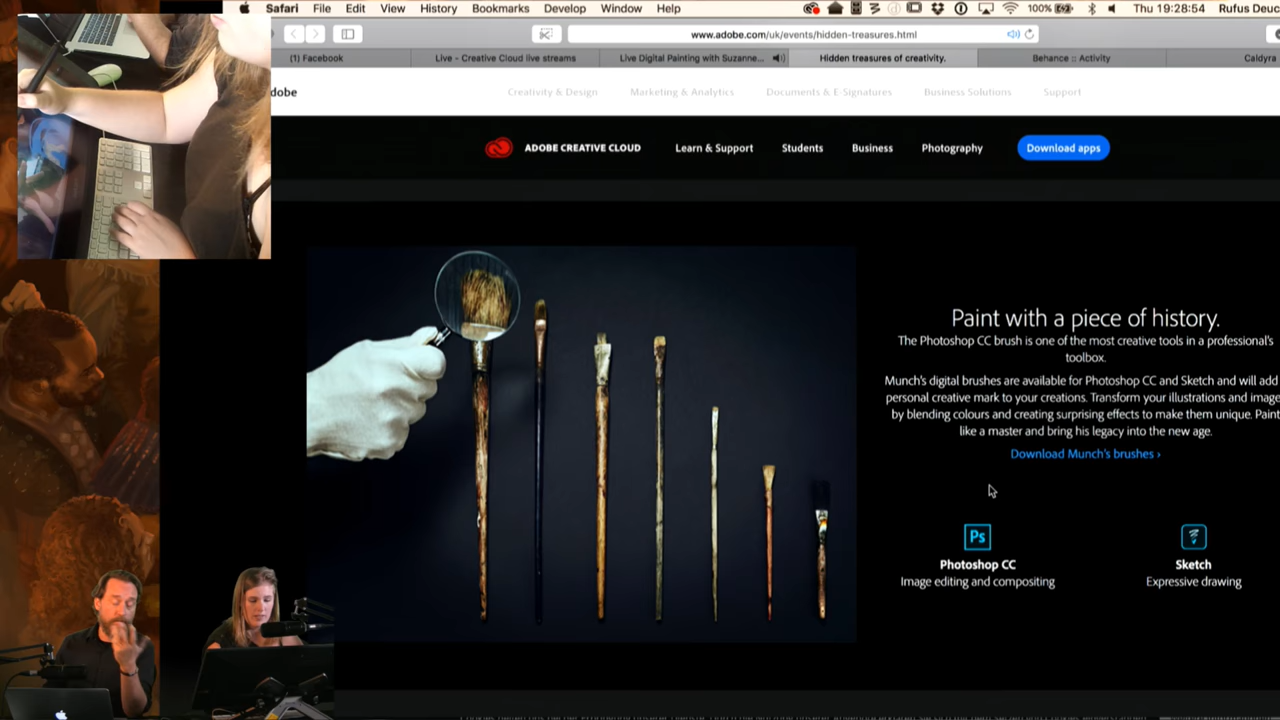 Safari File Edit View History Bookmarks Develop Window Help 100% Thu 19:28:54 Rufus Deuc
www.adobe.com/uk/events/hidden-treasures.html
(1) Facebook Live - Creative Cloud live streams Live Digital Painting with Suzanne... Hidden treasures of creativity. Behance :: Activity Caldyra
dobe Creativity & Design Marketing & Analytics Documents & E-Signatures Business Solutions Support
ADOBE CREATIVE CLOUD Learn & Support Students Business Photography Download apps
Paint with a piece of history.
The Photoshop CC brush is one of the most creative tools in a professional's
toolbox.
Munch's digital brushes are available for Photoshop CC and Sketch and will add
personal creative mark to your creations. Transform your illustrations and image
by blending colours and creating surprising effects to make them unique. Paint
like a master and bring his legacy into the new age.
Download Munch's brushes ›
Ps
Photoshop CC Sketch
Image editing and compositing Expressive drawing